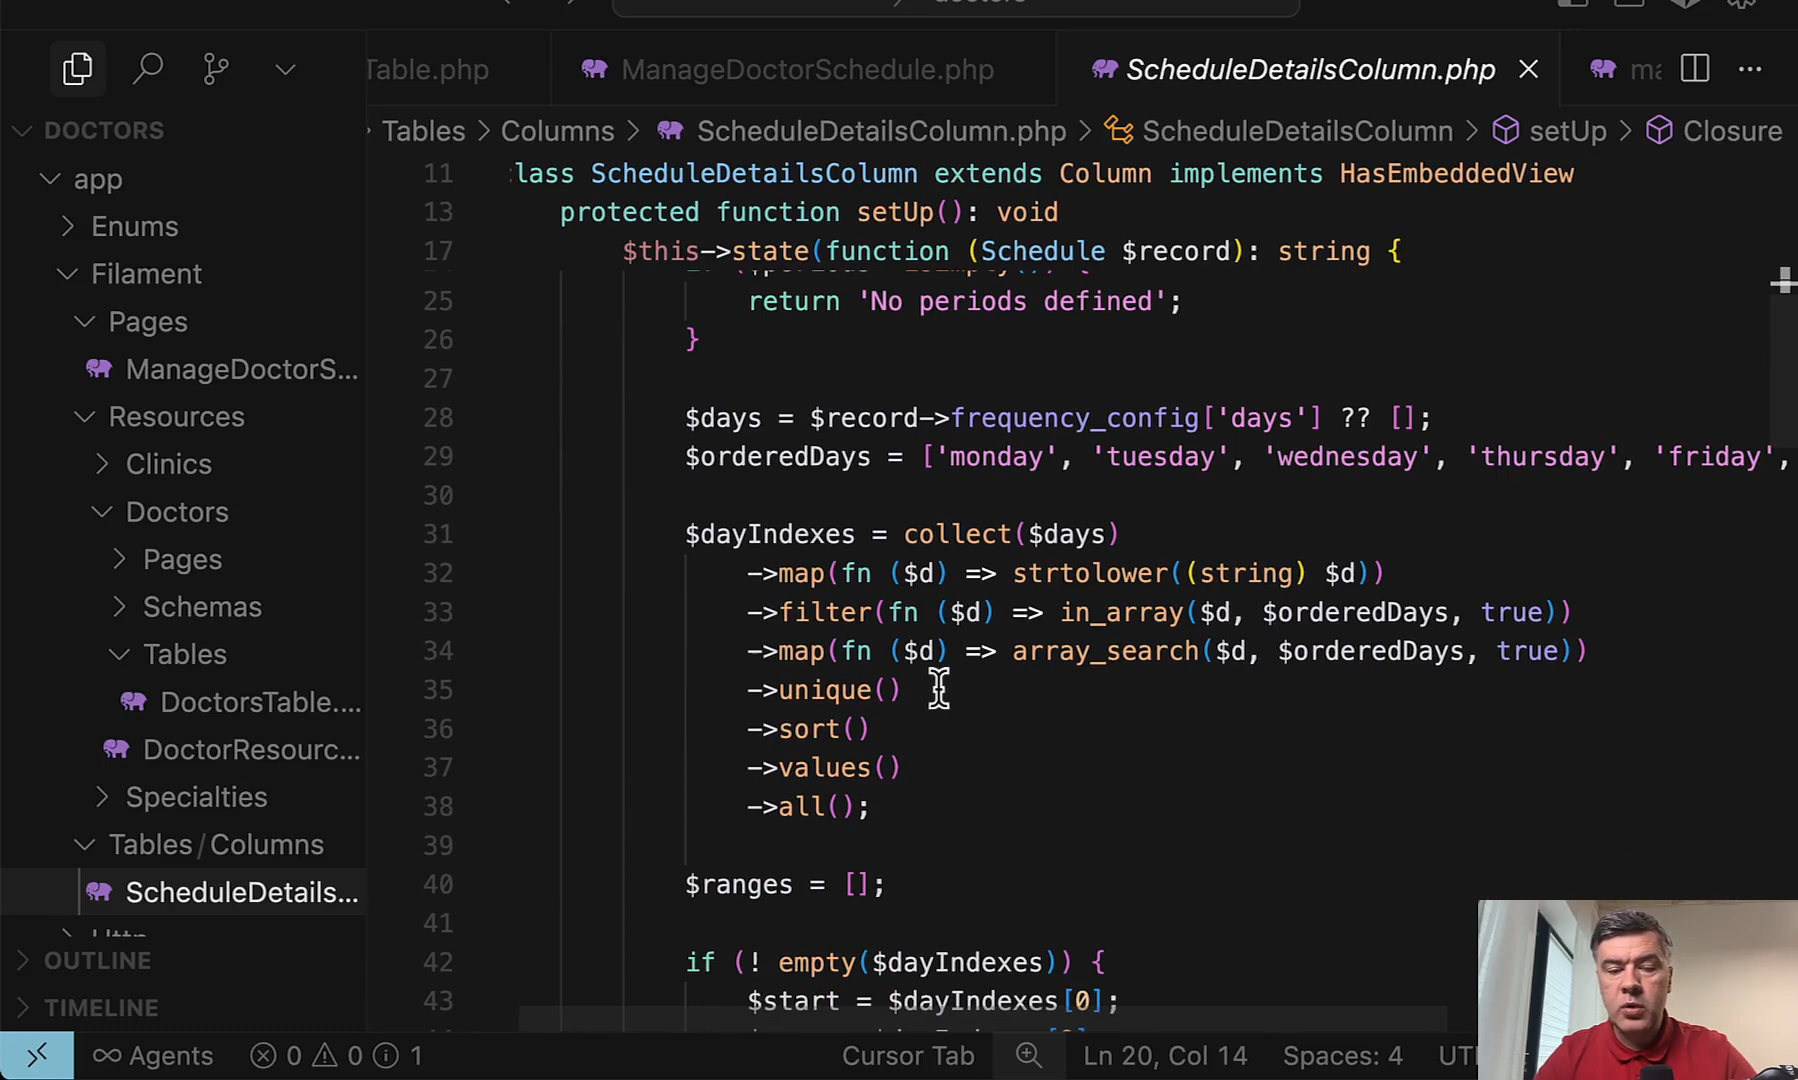 doctors
Table.php
ManageDoctorSchedule.php
ScheduleDetailsColumn.php
ma
DOCTORS
Tables > Columns > ScheduleDetailsColumn.php > ScheduleDetailsColumn > setUp > Closure
app
Enums
Filament
Pages
ManageDoctorS...
Resources
Clinics
Doctors
Pages
Schemas
Tables
DoctorsTable....
DoctorResourc...
Specialties
Tables/Columns
ScheduleDetails...
OUTLINE
TIMELINE
11 lass ScheduleDetailsColumn extends Column implements HasEmbeddedView
13 protected function setUp(): void
17 $this->state(function (Schedule $record): string {
25 return 'No periods defined';
26 }
27
28 $days = $record->frequency_config['days'] ?? [];
29 $orderedDays = ['monday', 'tuesday', 'wednesday', 'thursday', 'friday',
30
31 $dayIndexes = collect($days)
32 ->map(fn ($d) => strtolower((string) $d))
33 ->filter(fn ($d) => in_array($d, $orderedDays, true))
34 ->map(fn ($d) => array_search($d, $orderedDays, true))
35 ->unique()
36 ->sort()
37 ->values()
38 ->all();
39
40 $ranges = [];
41
42 if (! empty($dayIndexes)) {
43 $start = $dayIndexes[0];
Agents
0 0 1
Cursor Tab
Ln 20, Col 14
Spaces: 4
UT